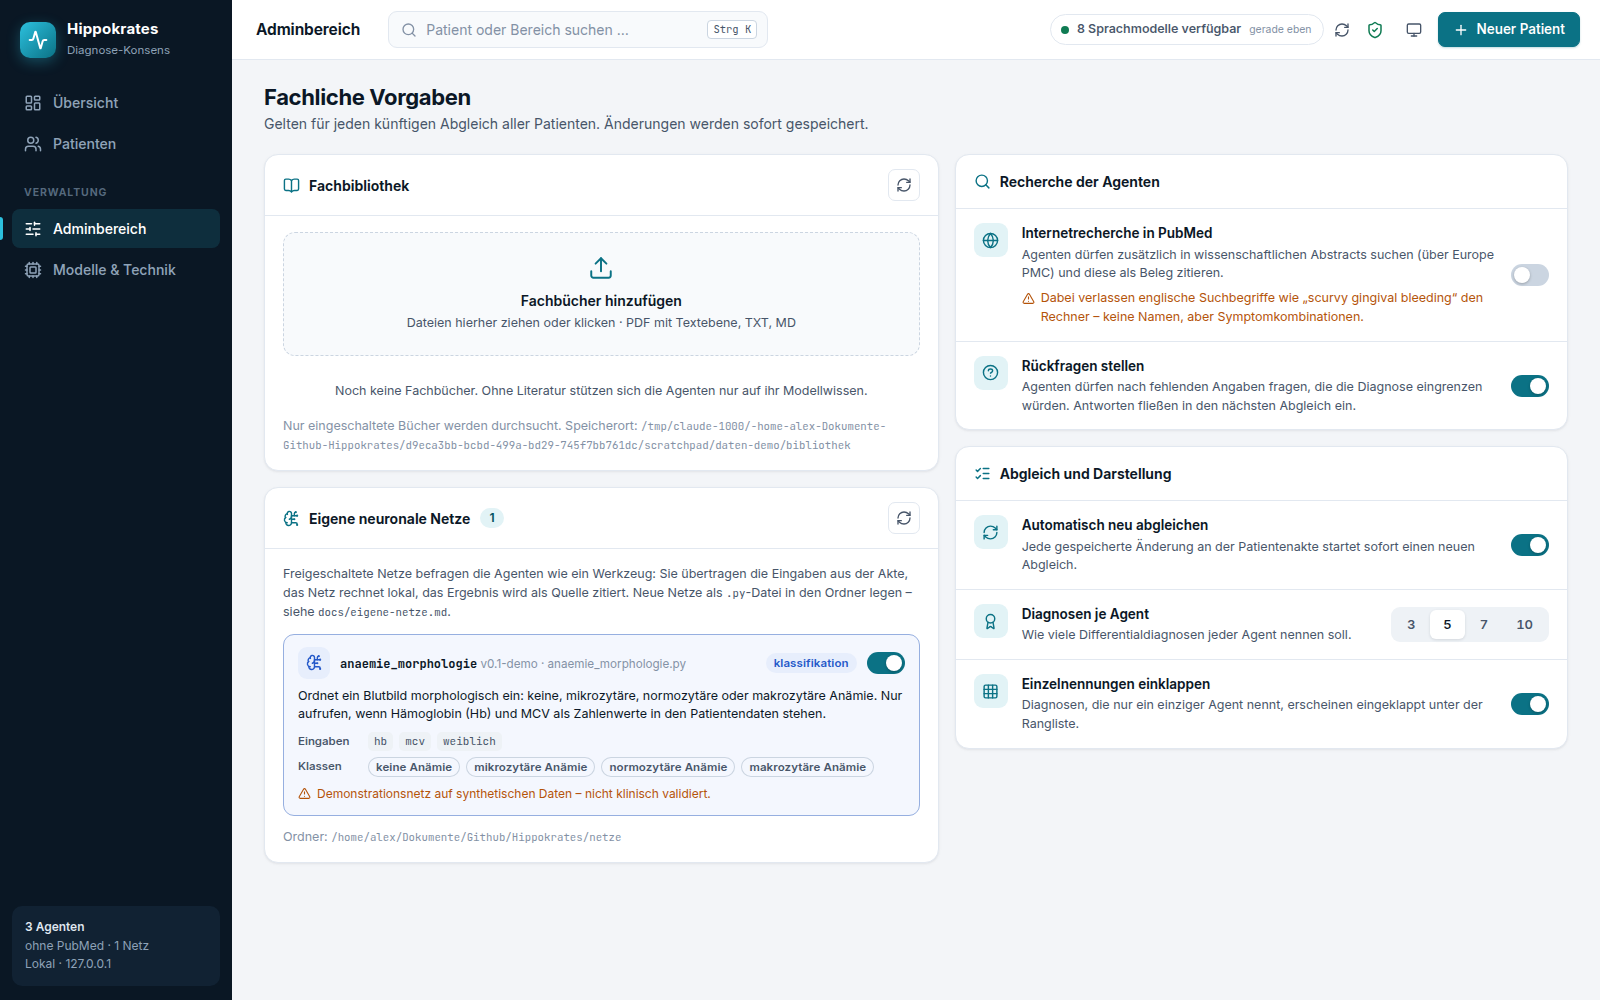 Hippokrates
Diagnose-Konsens
Übersicht
Patienten
VERWALTUNG
Adminbereich
Modelle & Technik
3 Agenten
ohne PubMed · 1 Netz
Lokal · 127.0.0.1
Adminbereich
Patient oder Bereich suchen ...
Strg K
8 Sprachmodelle verfügbar gerade eben
Neuer Patient
Fachliche Vorgaben
Gelten für jeden künftigen Abgleich aller Patienten. Änderungen werden sofort gespeichert.
Fachbibliothek
Fachbücher hinzufügen
Dateien hierher ziehen oder klicken · PDF mit Textebene, TXT, MD
Noch keine Fachbücher. Ohne Literatur stützen sich die Agenten nur auf ihr Modellwissen.
Nur eingeschaltete Bücher werden durchsucht. Speicherort: /tmp/claude-1000/-home-alex-Dokumente-
Github-Hippokrates/d9eca3bb-bcbd-499a-bd29-745f7bb761dc/scratchpad/daten-demo/bibliothek
Eigene neuronale Netze 1
Freigeschaltete Netze befragen die Agenten wie ein Werkzeug: Sie übertragen die Eingaben aus der Akte,
das Netz rechnet lokal, das Ergebnis wird als Quelle zitiert. Neue Netze als .py-Datei in den Ordner legen –
siehe docs/eigene-netze.md.
anaemie_morphologie v0.1-demo · anaemie_morphologie.py
klassifikation
Ordnet ein Blutbild morphologisch ein: keine, mikrozytäre, normozytäre oder makrozytäre Anämie. Nur
aufrufen, wenn Hämoglobin (Hb) und MCV als Zahlenwerte in den Patientendaten stehen.
Eingaben hb mcv weiblich
Klassen keine Anämie mikrozytäre Anämie normozytäre Anämie makrozytäre Anämie
Demonstrationsnetz auf synthetischen Daten – nicht klinisch validiert.
Ordner: /home/alex/Dokumente/Github/Hippokrates/netze
Recherche der Agenten
Internetrecherche in PubMed
Agenten dürfen zusätzlich in wissenschaftlichen Abstracts suchen (über Europe
PMC) und diese als Beleg zitieren.
Dabei verlassen englische Suchbegriffe wie „scurvy gingival bleeding“ den
Rechner – keine Namen, aber Symptomkombinationen.
Rückfragen stellen
Agenten dürfen nach fehlenden Angaben fragen, die die Diagnose eingrenzen
würden. Antworten fließen in den nächsten Abgleich ein.
Abgleich und Darstellung
Automatisch neu abgleichen
Jede gespeicherte Änderung an der Patientenakte startet sofort einen neuen
Abgleich.
Diagnosen je Agent
Wie viele Differentialdiagnosen jeder Agent nennen soll.
3 5 7 10
Einzelnennungen einklappen
Diagnosen, die nur ein einziger Agent nennt, erscheinen eingeklappt unter der
Rangliste.